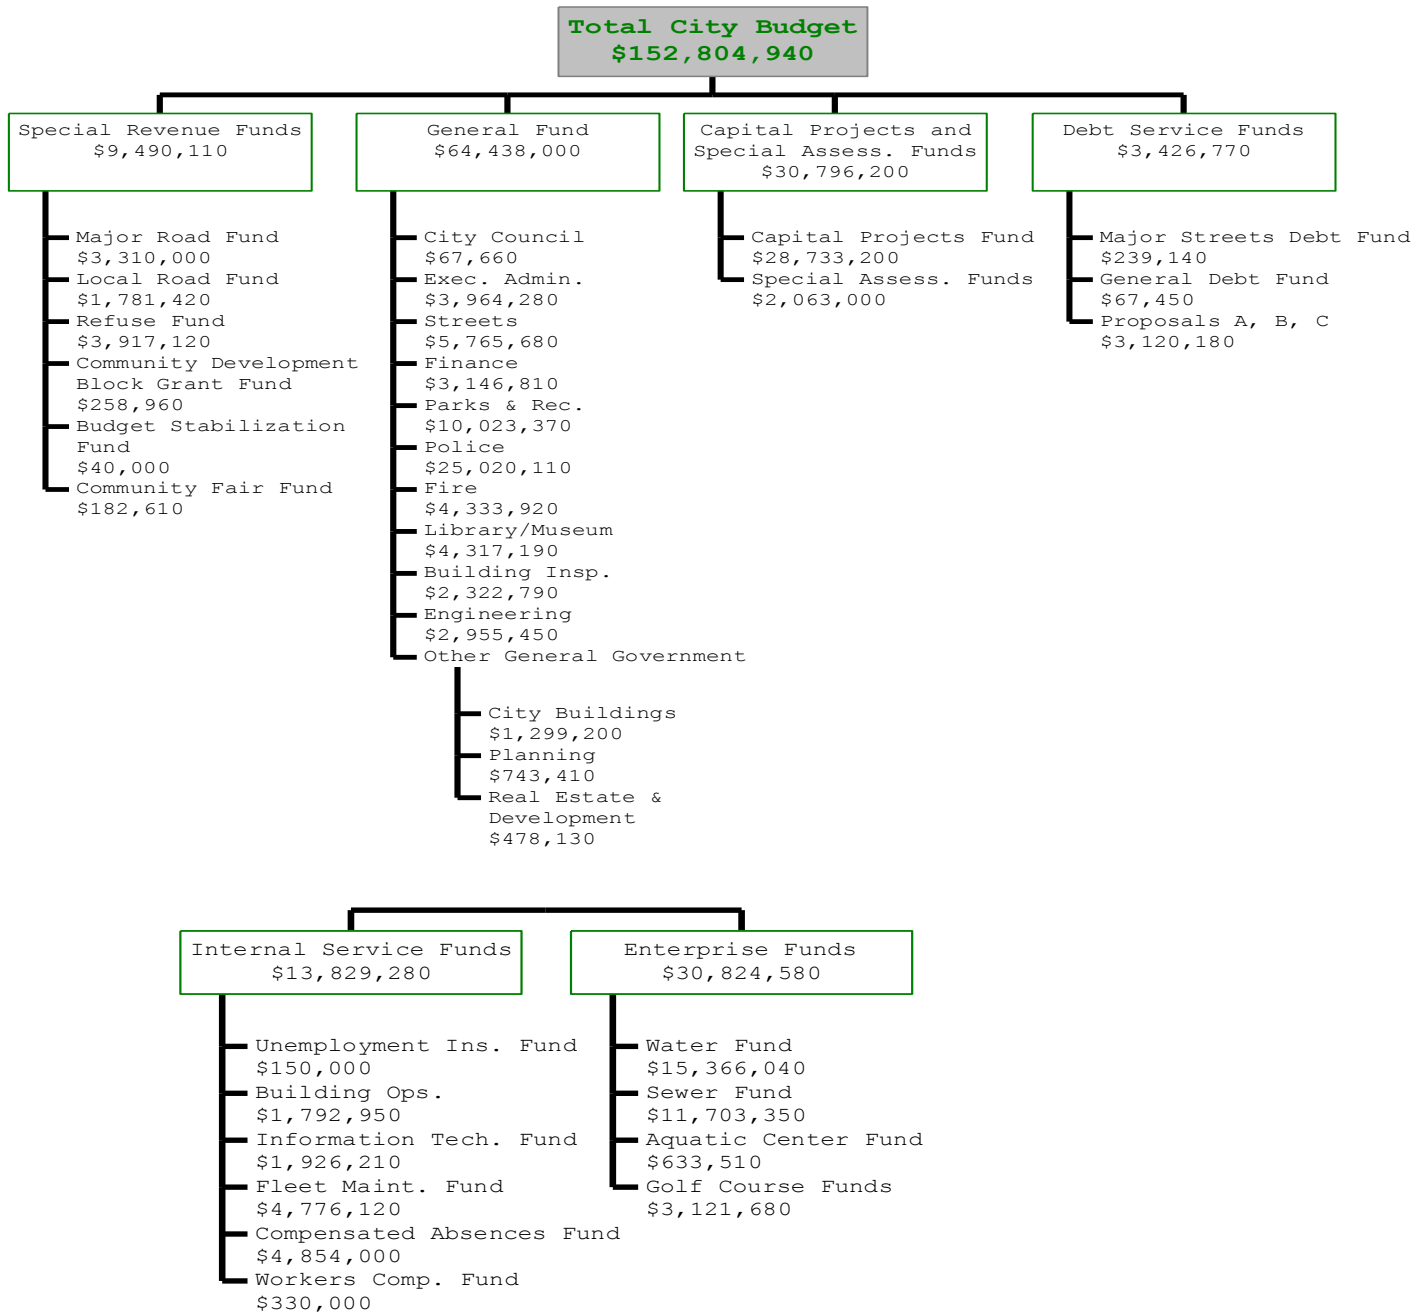 Total City Budget
$152,804,940
Special Revenue Funds
$9,490,110
Major Road Fund
$3,310,000
Local Road Fund
$1,781,420
Refuse Fund
$3,917,120
Community Development
Block Grant Fund
$258,960
Budget Stabilization
Fund
$40,000
Community Fair Fund
$182,610
General Fund
$64,438,000
City Council
$67,660
Exec. Admin.
$3,964,280
Streets
$5,765,680
Finance
$3,146,810
Parks & Rec.
$10,023,370
Police
$25,020,110
Fire
$4,333,920
Library/Museum
$4,317,190
Building Insp.
$2,322,790
Engineering
$2,955,450
Other General Government
City Buildings
$1,299,200
Planning
$743,410
Real Estate &
Development
$478,130
Capital Projects and
Special Assess. Funds
$30,796,200
Capital Projects Fund
$28,733,200
Special Assess. Funds
$2,063,000
Debt Service Funds
$3,426,770
Major Streets Debt Fund
$239,140
General Debt Fund
$67,450
Proposals A, B, C
$3,120,180
Internal Service Funds
$13,829,280
Unemployment Ins. Fund
$150,000
Building Ops.
$1,792,950
Information Tech. Fund
$1,926,210
Fleet Maint. Fund
$4,776,120
Compensated Absences Fund
$4,854,000
Workers Comp. Fund
$330,000
Enterprise Funds
$30,824,580
Water Fund
$15,366,040
Sewer Fund
$11,703,350
Aquatic Center Fund
$633,510
Golf Course Funds
$3,121,680